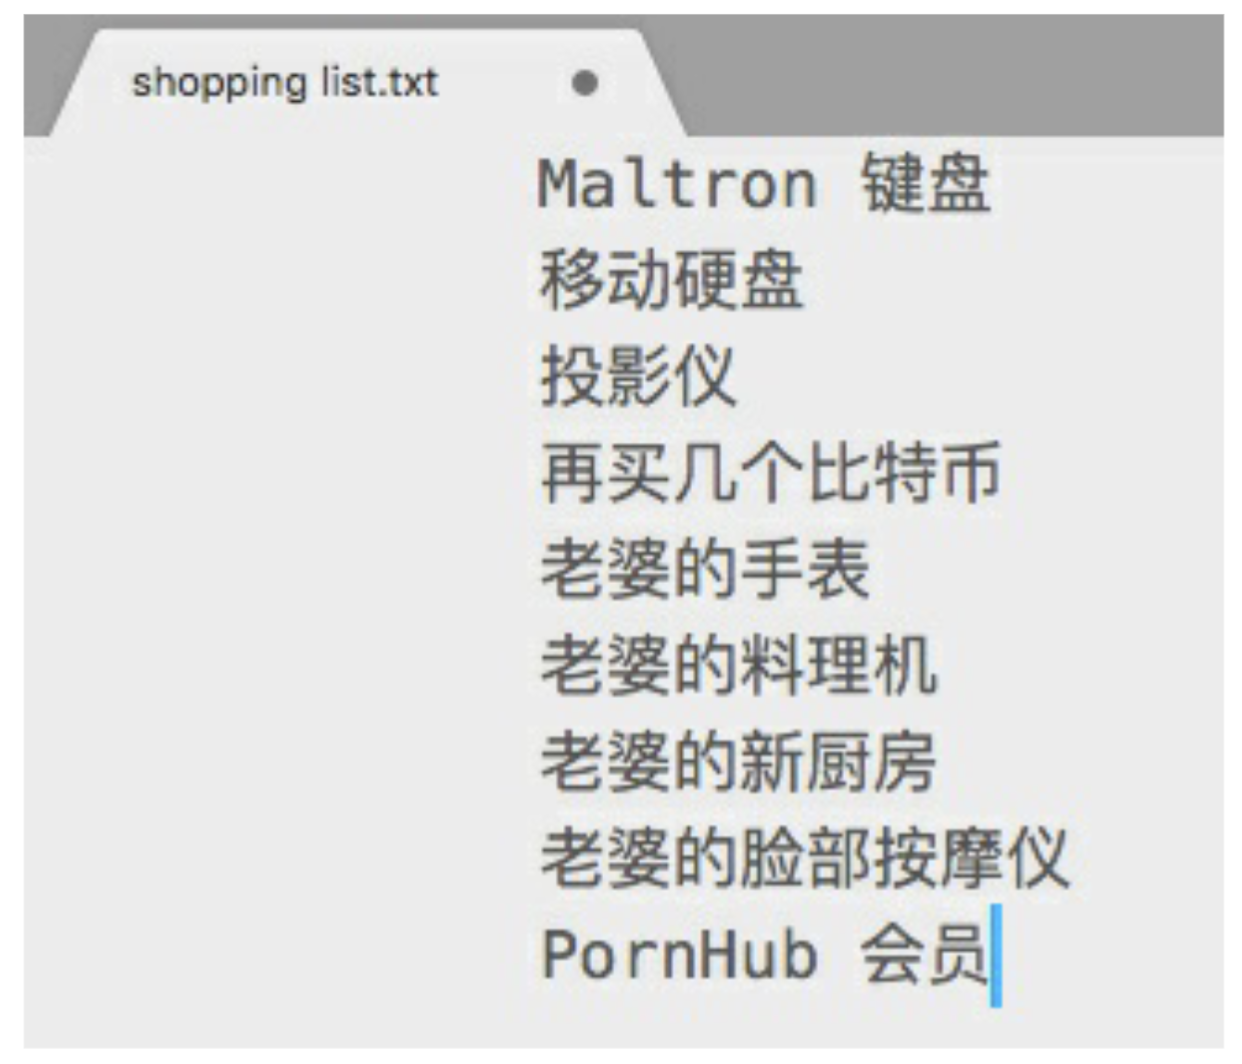 shopping list.txt
Maltron 键盘
移动硬盘
投影仪
再买几个比特币
老婆的手表
老婆的料理机
老婆的新厨房
老婆的脸部按摩仪
PornHub 会员